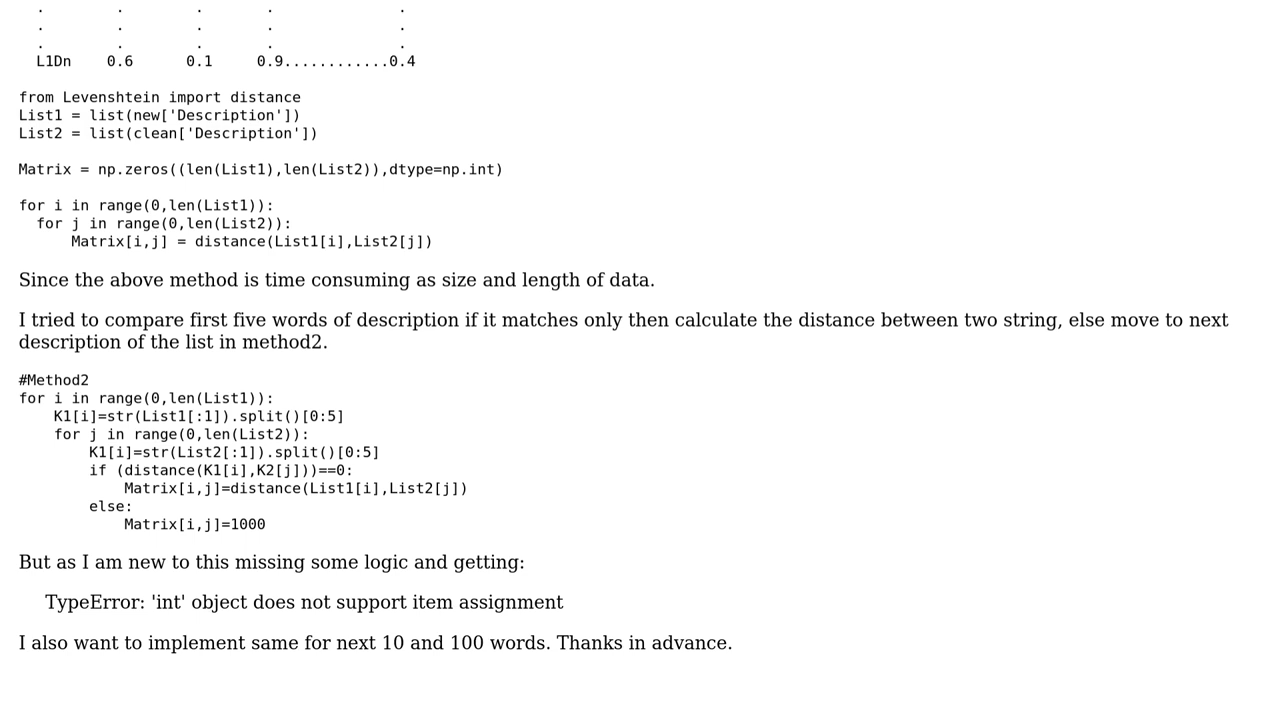 .         .         .        .               .
.         .         .        .               .
.         .         .        .               .
L1Dn    0.6      0.1     0.9............0.4
from Levenshtein import distance
List1 = list(new['Description'])
List2 = list(clean['Description'])
Matrix = np.zeros((len(List1),len(List2)),dtype=np.int)
for i in range(0,len(List1)):
  for j in range(0,len(List2)):
      Matrix[i,j] = distance(List1[i],List2[j])
Since the above method is time consuming as size and length of data.
I tried to compare first five words of description if it matches only then calculate the distance between two string, else move to next
description of the list in method2.
#Method2
for i in range(0,len(List1)):
    K1[i]=str(List1[:1]).split()[0:5]
    for j in range(0,len(List2)):
        K1[i]=str(List2[:1]).split()[0:5]
        if (distance(K1[i],K2[j]))==0:
            Matrix[i,j]=distance(List1[i],List2[j])
        else:
            Matrix[i,j]=1000
But as I am new to this missing some logic and getting:
TypeError: 'int' object does not support item assignment
I also want to implement same for next 10 and 100 words. Thanks in advance.